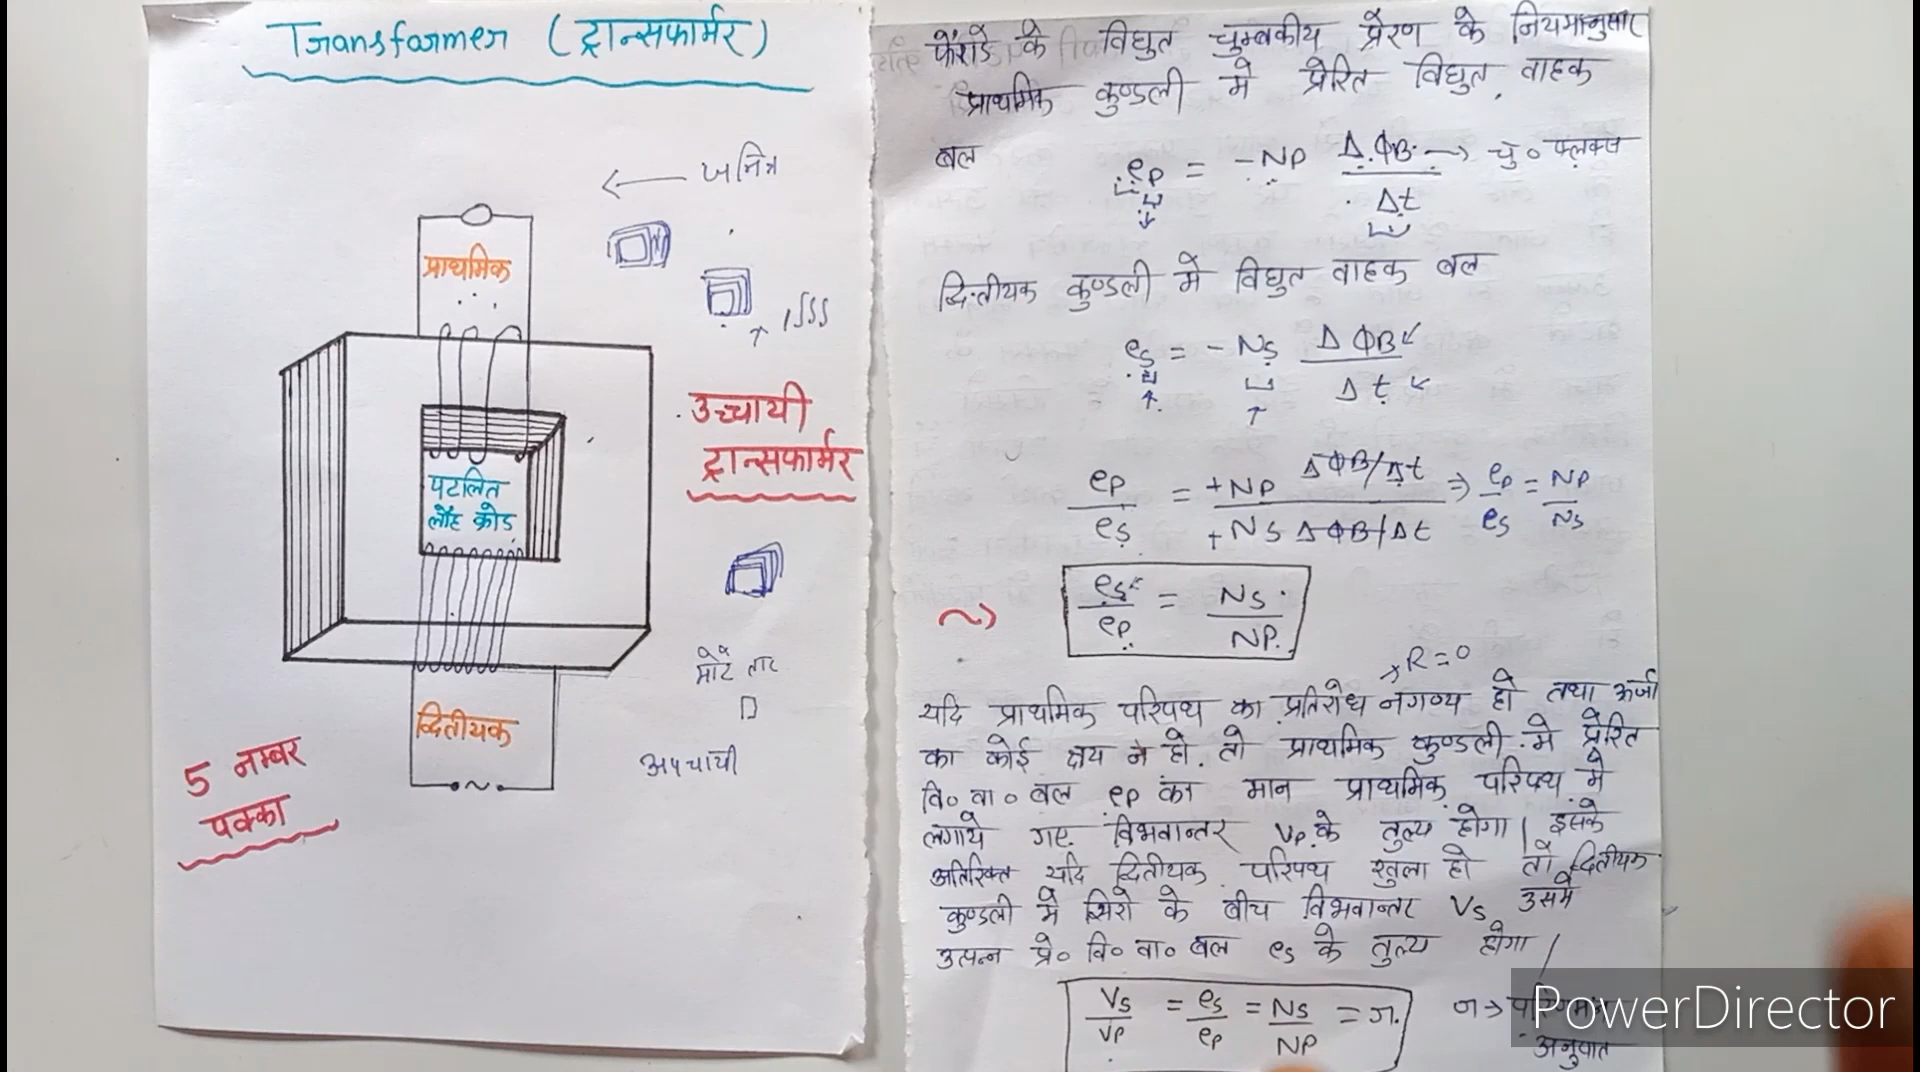 Transformer (ट्रान्सफार्मर)
जनित्र
प्राथमिक
उच्चायी
ट्रान्सफार्मर
पटलित
लौह क्रोड
मोटे तार
द्वितीयक
अपचायी
5 नम्बर
पक्का
फैराडे के विद्युत चुम्बकीय प्रेरण के नियमानुसार
प्राथमिक कुण्डली मे प्रेरित विद्युत वाहक
बल eP = -NP ΔΦB/Δt → चु० फ्लक्स
द्वितीयक कुण्डली मे विद्युत वाहक बल
es = - Ns ΔΦB/Δt
eP/es = +NP ΔΦB/Δt / +NS ΔΦB/Δt ⇒ eP/es = NP/Ns
es/eP = Ns/NP
R=0
यदि प्राथमिक परिपथ का प्रतिरोध नगण्य हो तथा ऊर्जा
का कोई क्षय न हो तो प्राथमिक कुण्डली मे प्रेरित
वि० वा० बल eP का मान प्राथमिक परिपथ मे
लगाये गए विभवान्तर VP के तुल्य होगा| इसके
अतिरिक्त यदि द्वितीयक परिपथ खुला हो तो द्वितीयक
कुण्डली मे सिरो के बीच विभवान्तर Vs उसमे
उत्पन्न प्रे० वि० वा० बल es के तुल्य होगा|
Vs/VP = es/eP = Ns/NP = n
अनुपात
PowerDirector